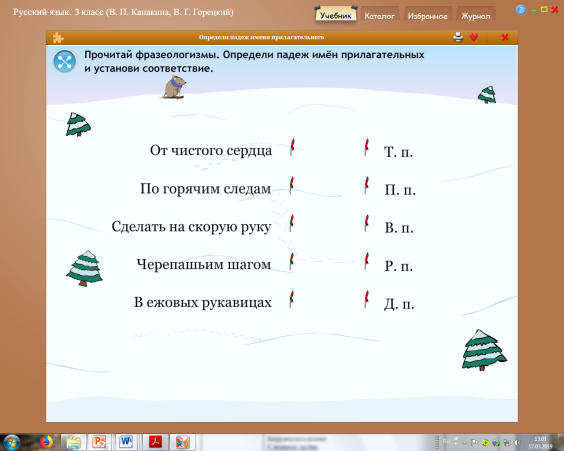 Русский язык. 3 класс (В. П. Канакина, В. Г. Горецкий)
Учебник Каталог Избранное Журнал
Определи падеж имени прилагательного
Прочитай фразеологизмы. Определи падеж имён прилагательных
и установи соответствие.
От чистого сердца Т. п.
По горячим следам П. п.
Сделать на скорую руку В. п.
Черепашьим шагом Р. п.
В ежовых рукавицах Д. п.
13:01
17.03.2019